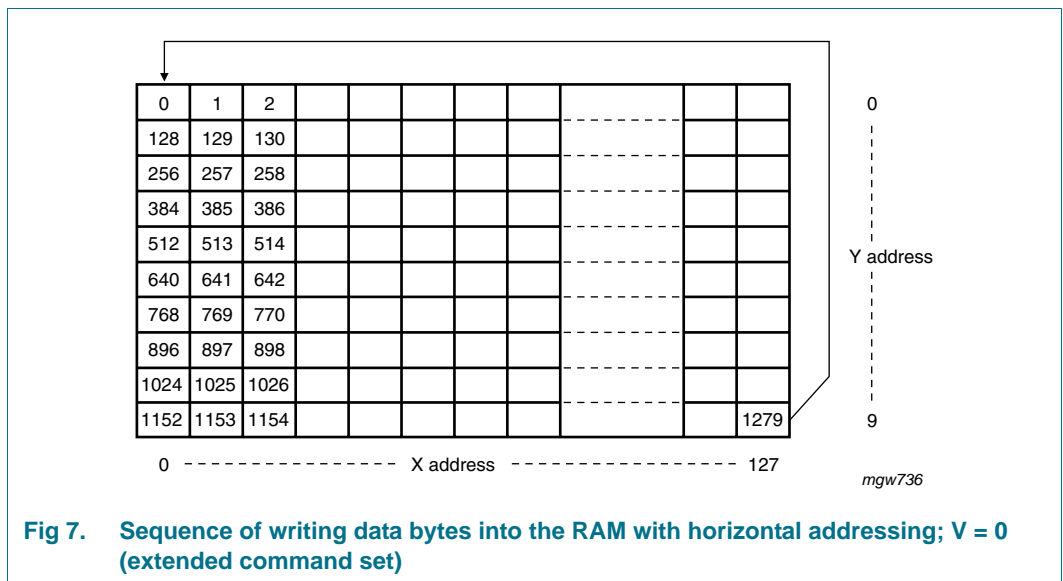 0 1 2 0
128 129 130
256 257 258
384 385 386
512 513 514
Y address
640 641 642
768 769 770
896 897 898
1024 1025 1026
1152 1153 1154 1279 9
0 X address 127
mgw736
Fig 7. Sequence of writing data bytes into the RAM with horizontal addressing; V = 0
(extended command set)